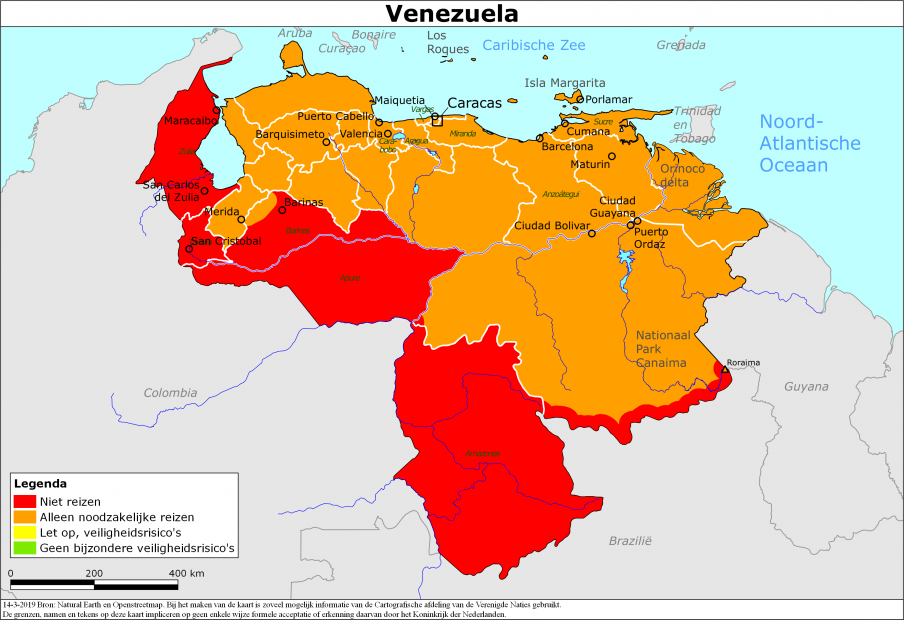 Venezuela
Aruba
Bonaire
Curaçao
Los
Roques
Caribische Zee
Grenada
Isla Margarita
Porlamar
Maiquetia
Caracas
Vargas
Maracaibo
Puerto Cabello
Barquisimeto
Valencia
Cara-
bobo
Aragua
Miranda
Sucre
Cumana
Barcelona
Maturin
Trinidad
en
Tobago
Noord-
Atlantische
Oceaan
Zulia
San Carlos
del Zulia
Orinoco
delta
Merida
Barinas
Anzoátegui
Ciudad
Guayana
Ciudad Bolivar
Puerto
Ordaz
Barinas
San Cristobal
Apure
Nationaal
Park
Canaima
Roraima
Colombia
Guyana
Amazonas
Brazilië
Legenda
Niet reizen
Alleen noodzakelijke reizen
Let op, veiligheidsrisico's
Geen bijzondere veiligheidsrisico's
0 200 400 km
14-3-2019 Bron: Natural Earth en Openstreetmap. Bij het maken van de kaart is zoveel mogelijk informatie van de Cartografische afdeling van de Verenigde Naties gebruikt.
De grenzen, namen en tekens op deze kaart impliceren op geen enkele wijze formele acceptatie of erkenning daarvan door het Koninkrijk der Nederlanden.